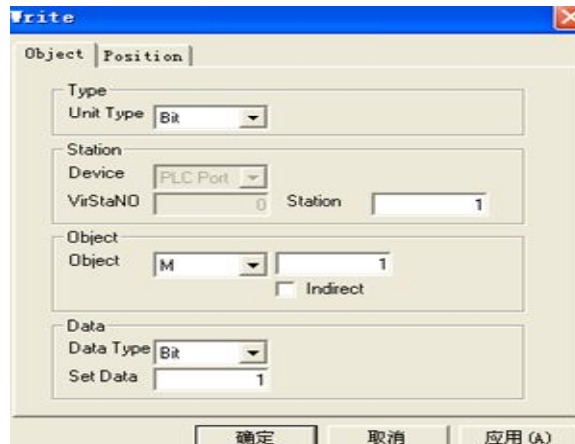 Write
Object Position
Type
Unit Type Bit
Station
Device PLC Port
VirStaNO 0 Station 1
Object
Object M 1
Indirect
Data
Data Type Bit
Set Data 1
确定 取消 应用(A)